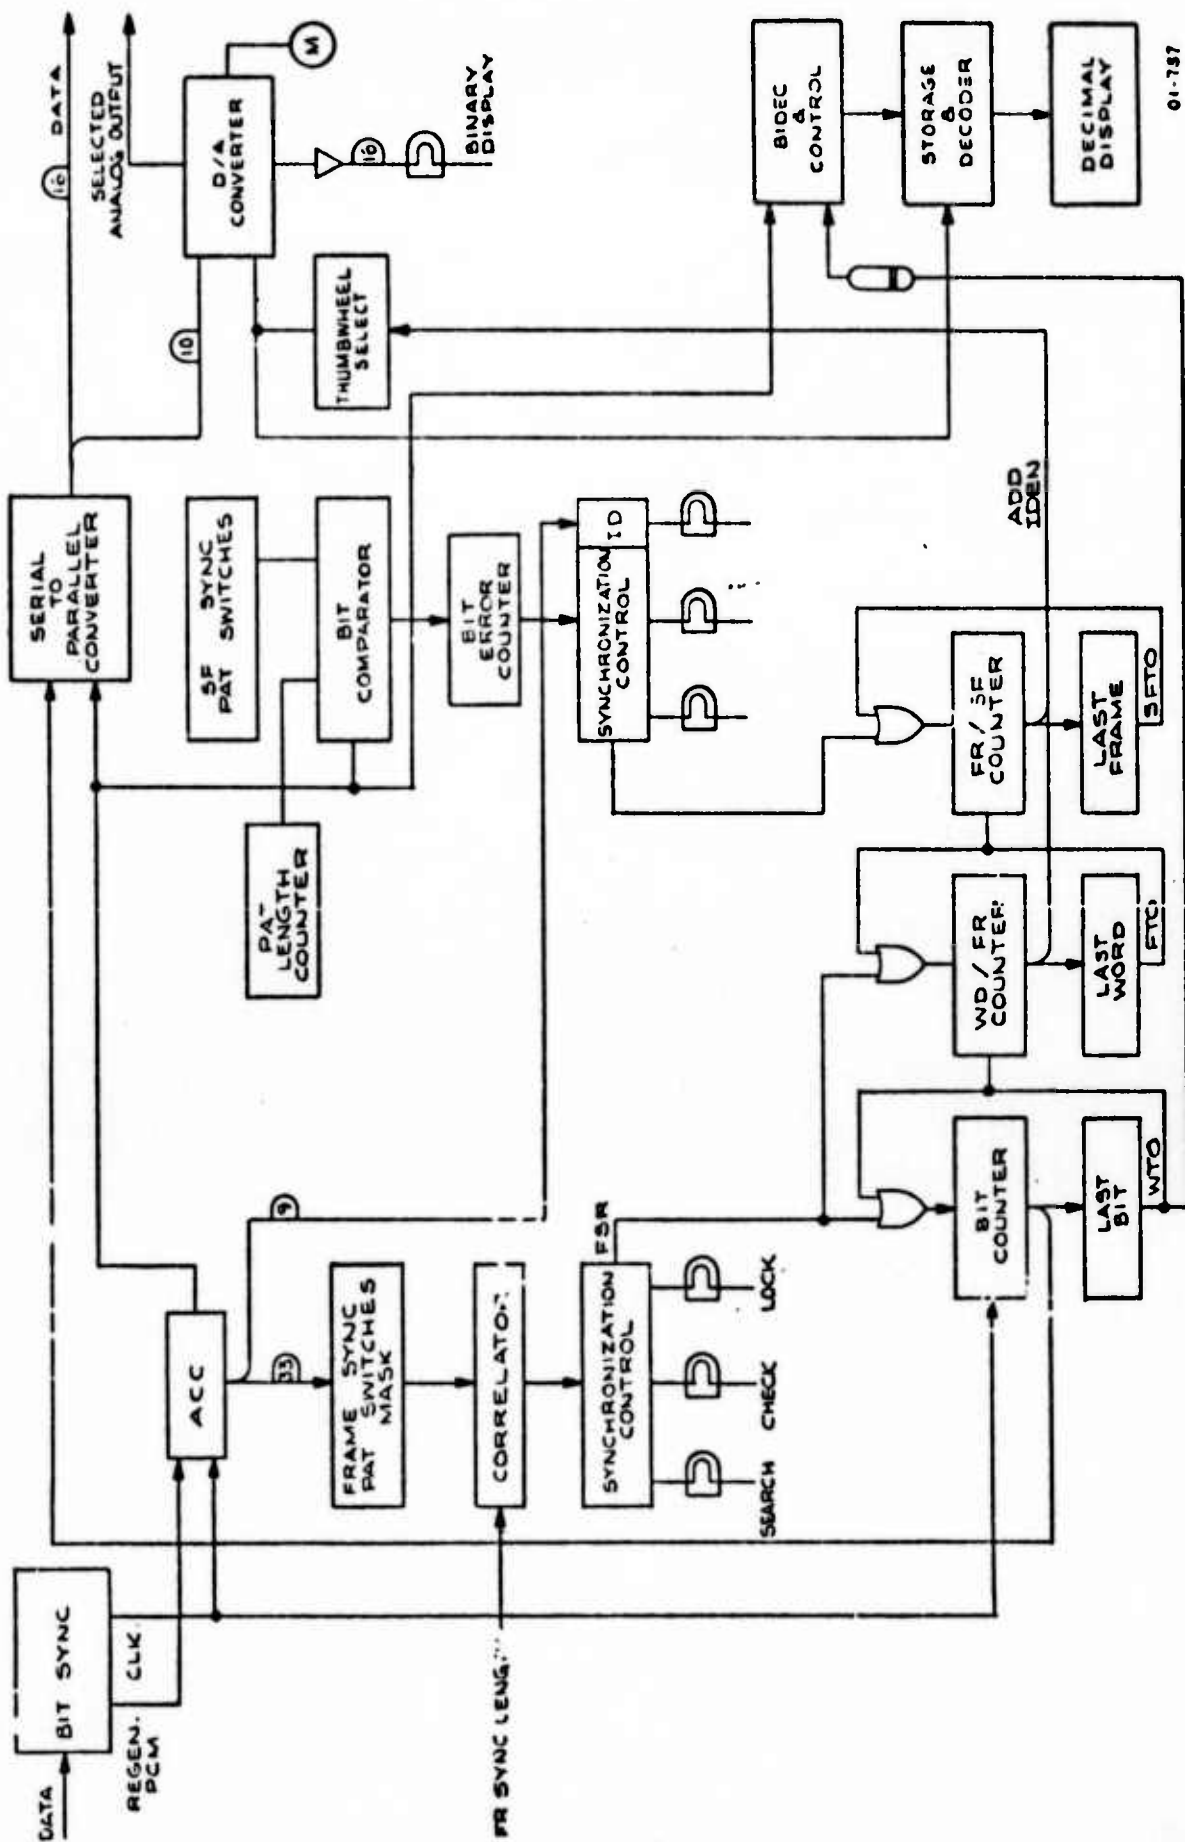 DATA
BIT SYNC
REGEN.
PCM
CLK.
ACC
33
9
FRAME SYNC
PAT SWITCHES
MASK
FR SYNC
CORRELATOR
SYNCHRONIZATION
CONTROL
FSR
SEARCH
CHECK
LOCK
BIT
COUNTER
LAST
BIT
WTO
WD / FR
COUNTER
LAST
WORD
FR / SF
COUNTER
LAST
FRAME
SFTO
ADD
IDEN
PAT
LENGTH
COUNTER
SERIAL
TO
PARALLEL
CONVERTER
SF SYNC
PAT SWITCHES
BIT
COMPARATOR
BIT
ERROR
COUNTER
SYNCHRONIZATION
CONTROL
ID
16
DATA
SELECTED
ANALOG OUTPUT
10
D/A
CONVERTER
M
16
BINARY
DISPLAY
THUMBWHEEL
SELECT
BIDEC
&
CONTROL
STORAGE
&
DECODER
DECIMAL
DISPLAY
01-787